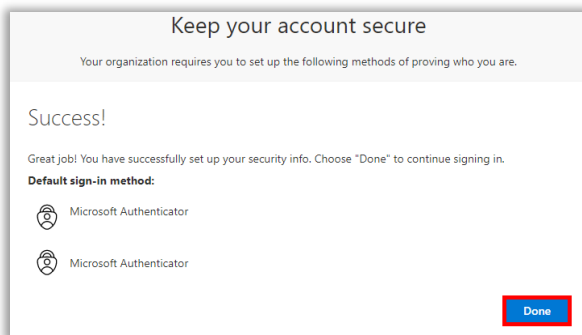 Keep your account secure
Your organization requires you to set up the following methods of proving who you are.
Success!
Great job! You have successfully set up your security info. Choose "Done" to continue signing in.
Default sign-in method:
Microsoft Authenticator
Microsoft Authenticator
Done